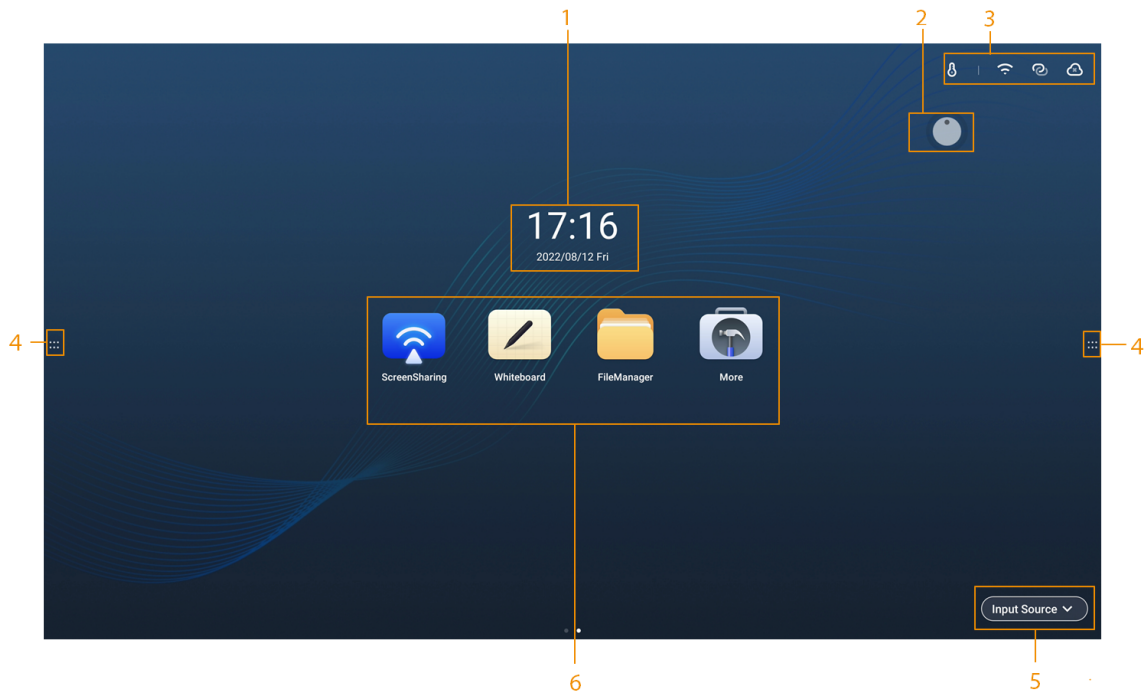 1
2
3
17:16
2022/08/12 Fri
4
4
ScreenSharing
Whiteboard
FileManager
More
Input Source
6
5